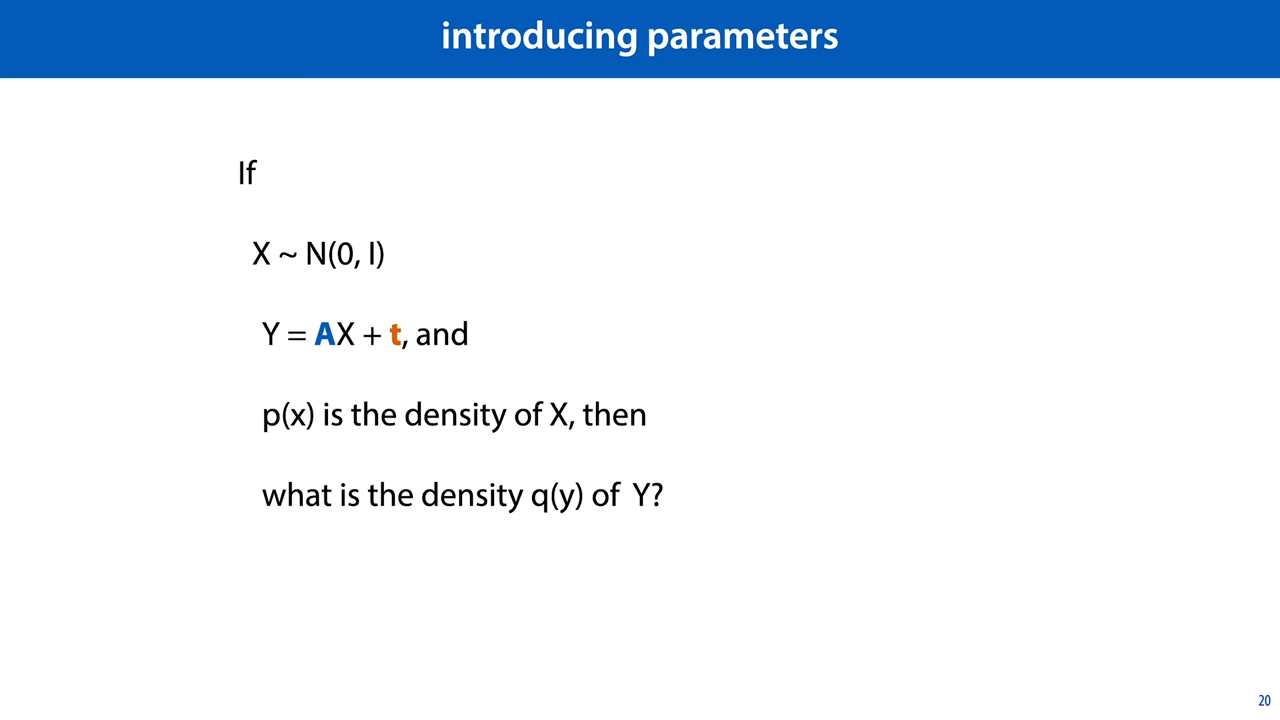 introducing parameters
If
X ~ N(0, I)
Y = AX + t, and
p(x) is the density of X, then
what is the density q(y) of Y?
20